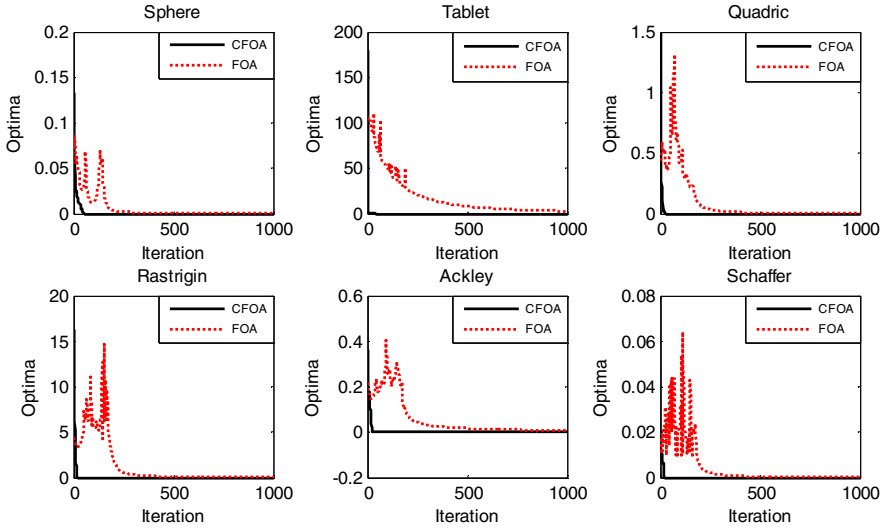 Sphere
Optima
0.2
0.15
0.1
0.05
0
CFOA
FOA
0
500
1000
Iteration
Tablet
Optima
200
150
100
50
0
CFOA
FOA
0
500
1000
Iteration
Quadric
Optima
1.5
1
0.5
0
CFOA
FOA
0
500
1000
Iteration
Rastrigin
Optima
20
15
10
5
0
CFOA
FOA
0
500
1000
Iteration
Ackley
Optima
0.6
0.4
0.2
0
-0.2
CFOA
FOA
0
500
1000
Iteration
Schaffer
Optima
0.08
0.06
0.04
0.02
0
CFOA
FOA
0
500
1000
Iteration